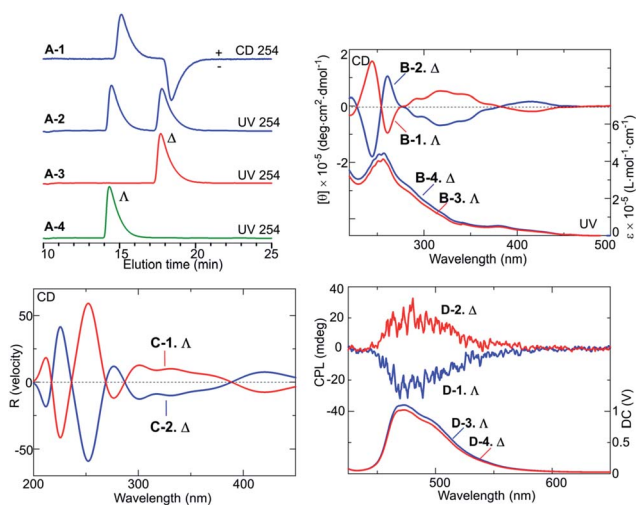 A-1
+
-
CD 254
A-2
UV 254
A-3
Δ
UV 254
A-4
Λ
UV 254
10 15 20 25
Elution time (min)
CD
2
0
-2
[θ] × 10⁻⁵ (deg·cm²·dmol⁻¹)
B-2. Δ
B-1. Λ
B-4. Δ
B-3. Λ
UV
8
6
4
2
0
ε × 10⁻⁵ (L·mol⁻¹·cm⁻¹)
300 400 500
Wavelength (nm)
CD
50
0
-50
R (velocity)
C-1. Λ
C-2. Δ
200 300 400
Wavelength (nm)
40
20
0
-20
-40
CPL (mdeg)
D-2. Δ
D-1. Λ
D-3. Λ
D-4. Δ
1
0.5
0
DC (V)
500 600
Wavelength (nm)